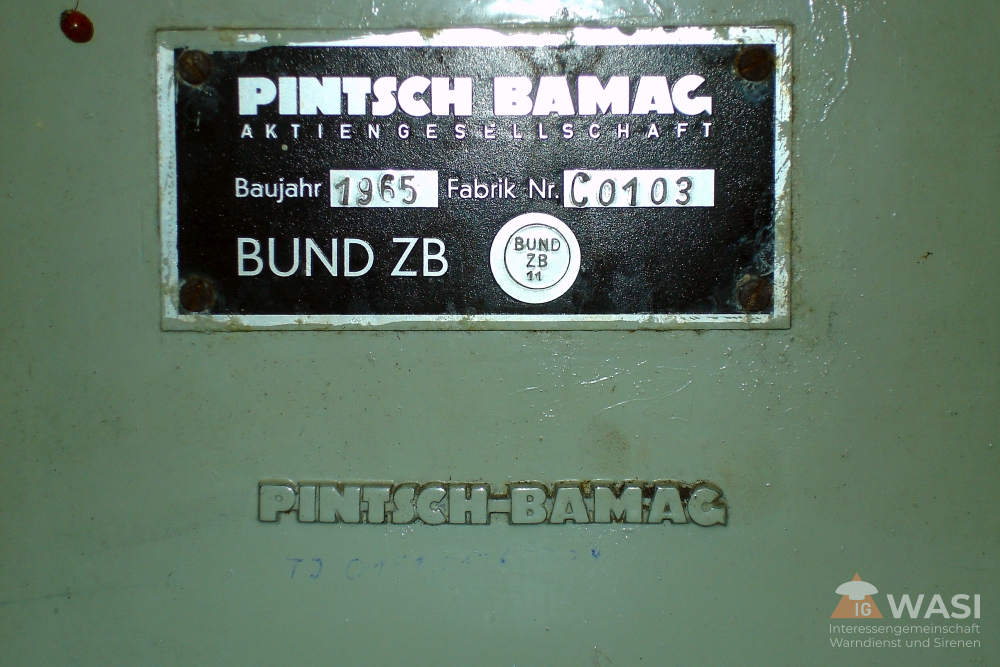 PINTSCH BAMAG
AKTIENGESELLSCHAFT
Baujahr 1965 Fabrik Nr. C0103
BUND ZB
BUND
ZB
11
PINTSCH-BAMAG
IG WASI
Interessengemeinschaft
Warndienst und Sirenen